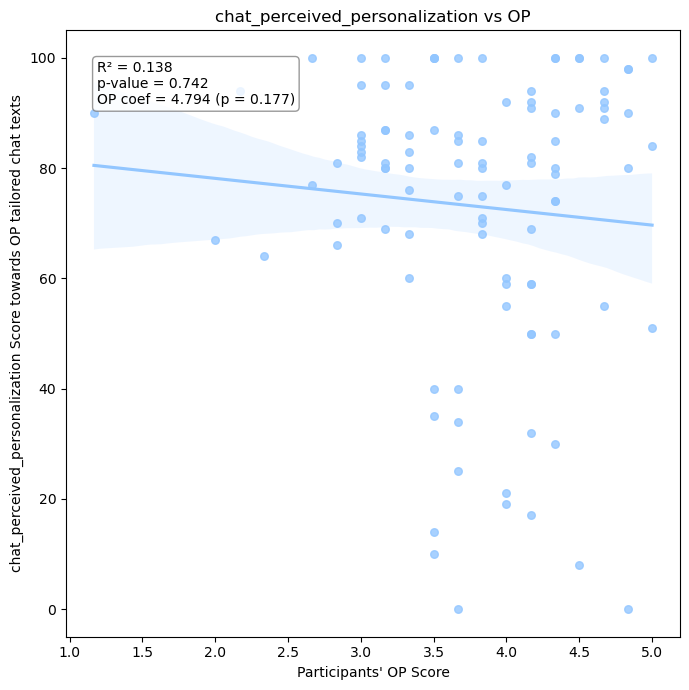 chat_perceived_personalization vs OP
R² = 0.138
p-value = 0.742
OP coef = 4.794 (p = 0.177)
chat_perceived_personalization Score towards OP tailored chat texts
100
80
60
40
20
0
1.0 1.5 2.0 2.5 3.0 3.5 4.0 4.5 5.0
Participants' OP Score